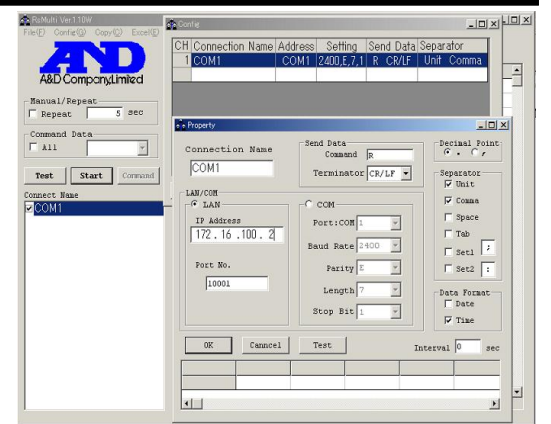 RsMulti Ver.1.10W
File(F) Config(G) Copy(C) Excel(E)
AND
A&D Company,Limited
Manual/Repeat
Repeat 5 sec
Command Data
All
Test Start Command
Connect Name
COM1
Config
CH Connection Name Address Setting Send Data Separator
1 COM1 COM1 2400,E,7,1 R CR/LF Unit Comma
Property
Connection Name
COM1
Send Data
Command R
Terminator CR/LF
Decimal Point
. ,
Separator
Unit
Comma
Space
Tab
Set1 ;
Set2 :
LAN/COM
LAN
IP Address
172 . 16 .100 . 2
Port No.
10001
COM
Port:COM 1
Baud Rate 2400
Parity E
Length 7
Stop Bit 1
Data Format
Date
Time
OK Canncel Test Interval 0 sec